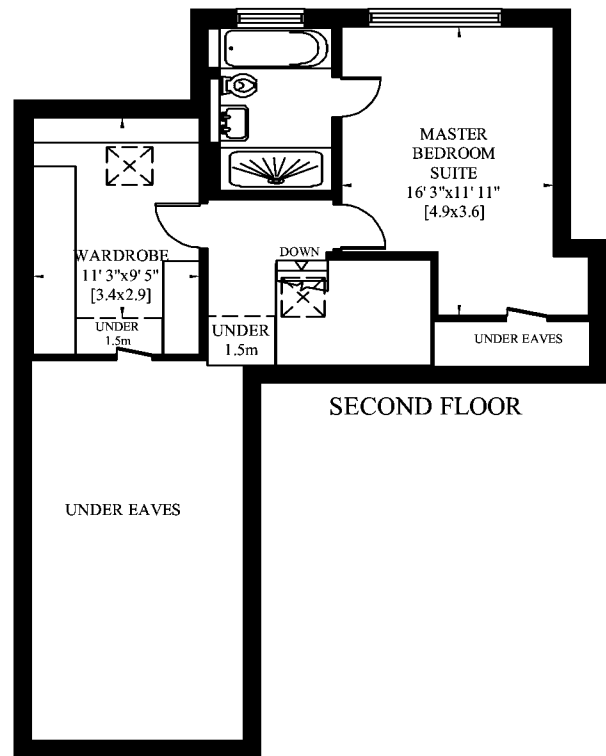 MASTER
BEDROOM
SUITE
16' 3"x11' 11"
[4.9x3.6]
WARDROBE
11' 3"x9' 5"
[3.4x2.9]
UNDER
1.5m
DOWN
UNDER
1.5m
UNDER EAVES
SECOND FLOOR
UNDER EAVES